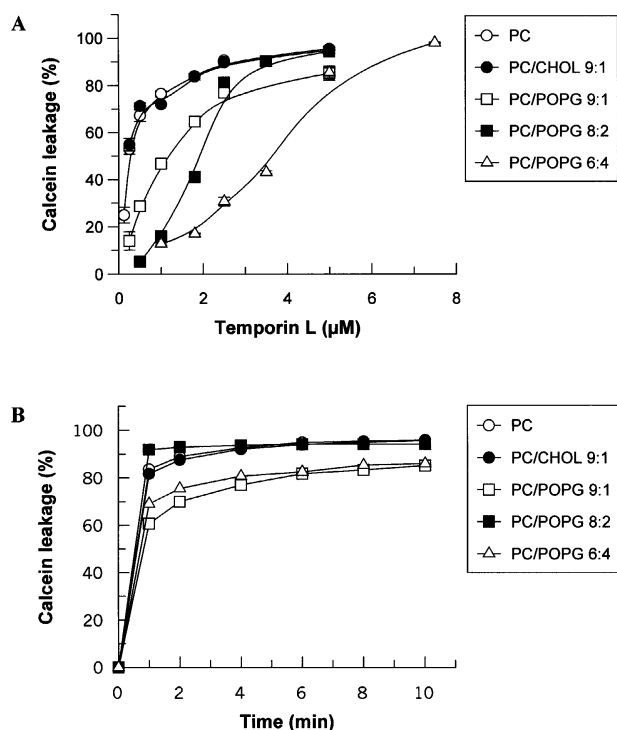 A
Calcein leakage (%)
100
80
60
40
20
0
0
2
4
6
8
Temporin L (µM)
PC
PC/CHOL 9:1
PC/POPG 9:1
PC/POPG 8:2
PC/POPG 6:4
B
Calcein leakage (%)
100
80
60
40
20
0
0
2
4
6
8
10
Time (min)
PC
PC/CHOL 9:1
PC/POPG 9:1
PC/POPG 8:2
PC/POPG 6:4